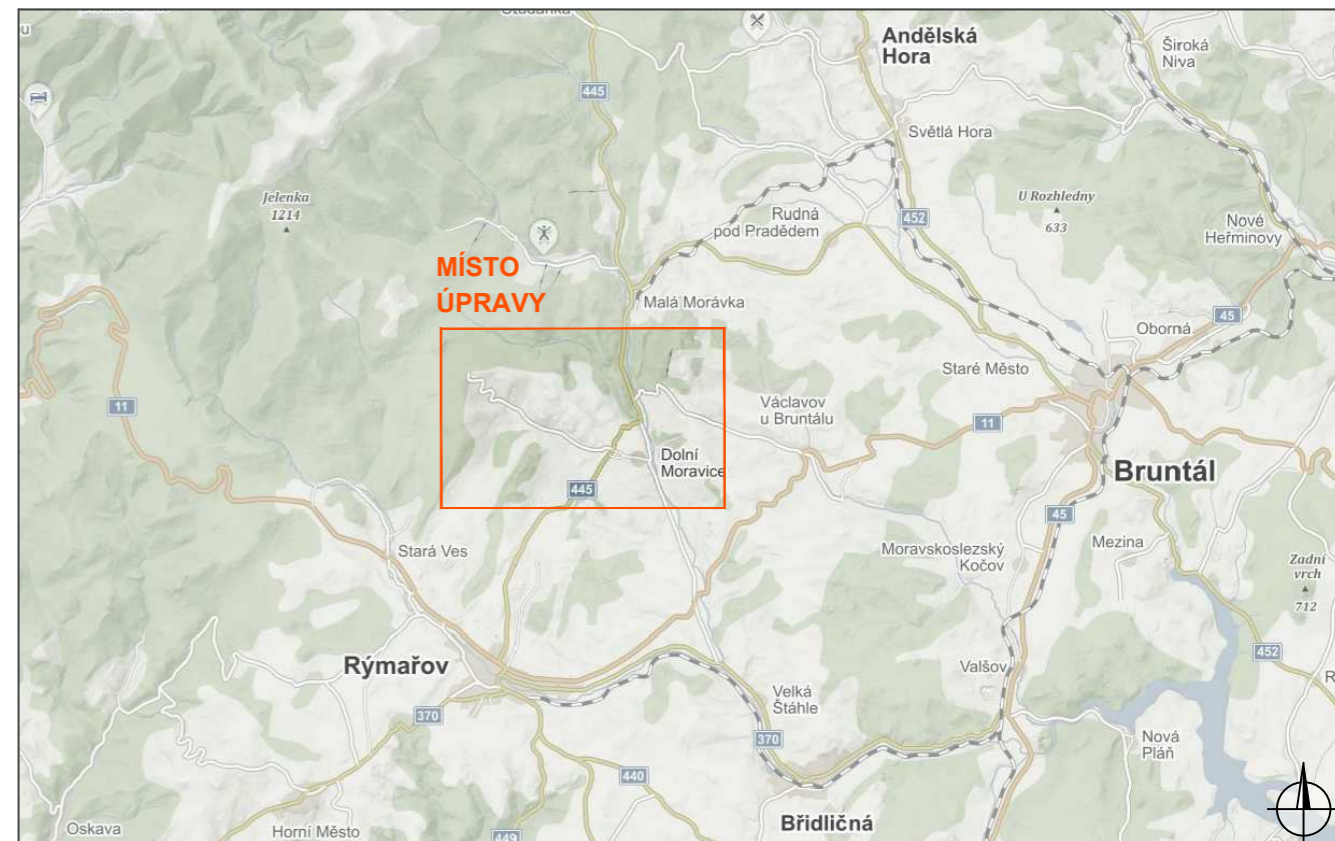 Andělská
Hora
Široká
Niva
445
Světlá Hora
Jelenka
1214
U Rozhledny
633
Rudná
pod Pradědem
452
Nové
Heřminovy
MÍSTO
ÚPRAVY
Malá Morávka
45
Oborná
Staré Město
11
Václavov
u Bruntálu
11
Dolní
Moravice
Bruntál
445
45
Stará Ves
Moravskoslezský
Kočov
Mezina
Zadní
vrch
712
452
Rýmařov
Valšov
R
Velká
Štáhle
370
370
Nová
Pláň
440
Oskava
Horní Město
449
Břidličná